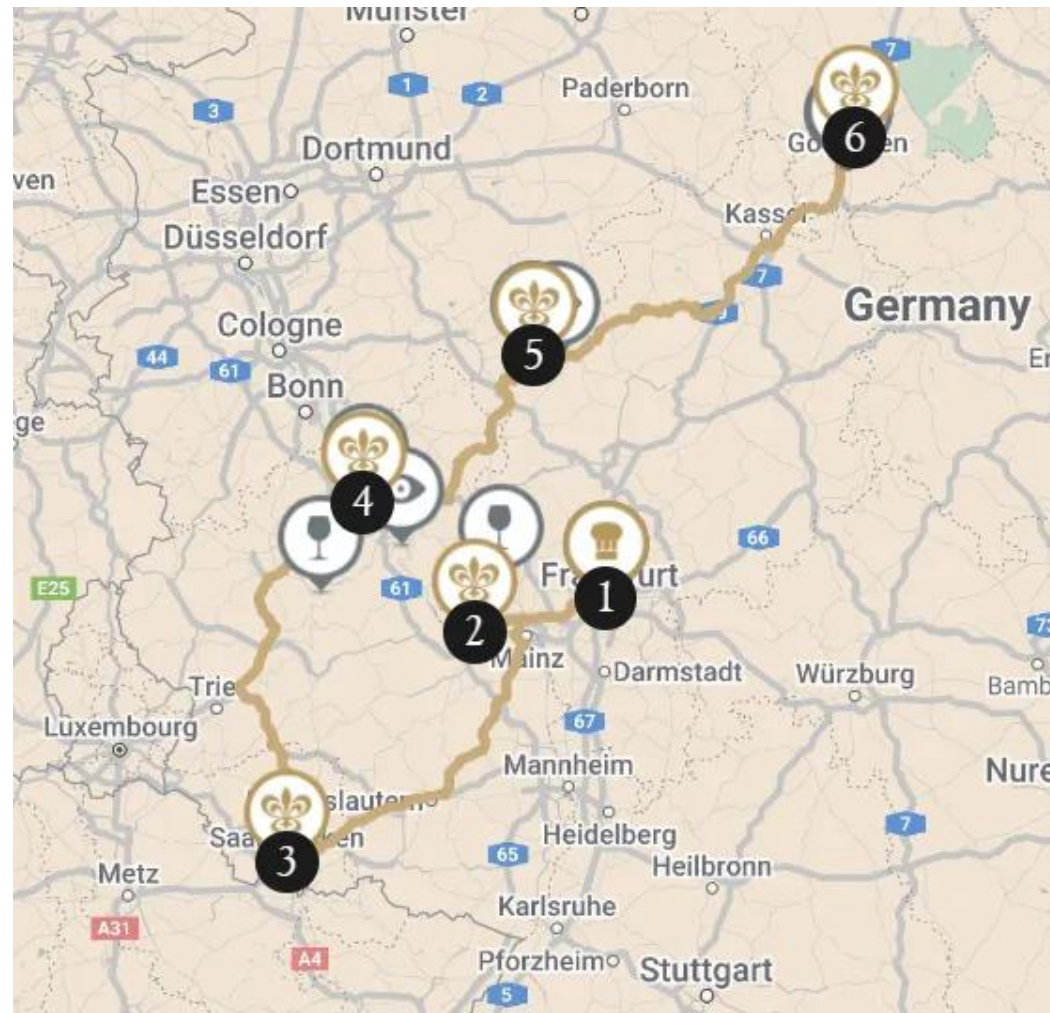 Munster
7
Paderborn
1
2
3
Dortmund
6
Essen
ven
Kassel
Düsseldorf
7
Germany
Cologne
5
44
61
Bonn
ge
4
66
E25
61
1
2
Mainz
Darmstadt
Würzburg
Bamb
Luxembourg
67
Mannheim
Nure
slautern
3
Heidelberg
7
65
Heilbronn
Metz
Karlsruhe
A31
A4
Pforzheim
Stuttgart
5